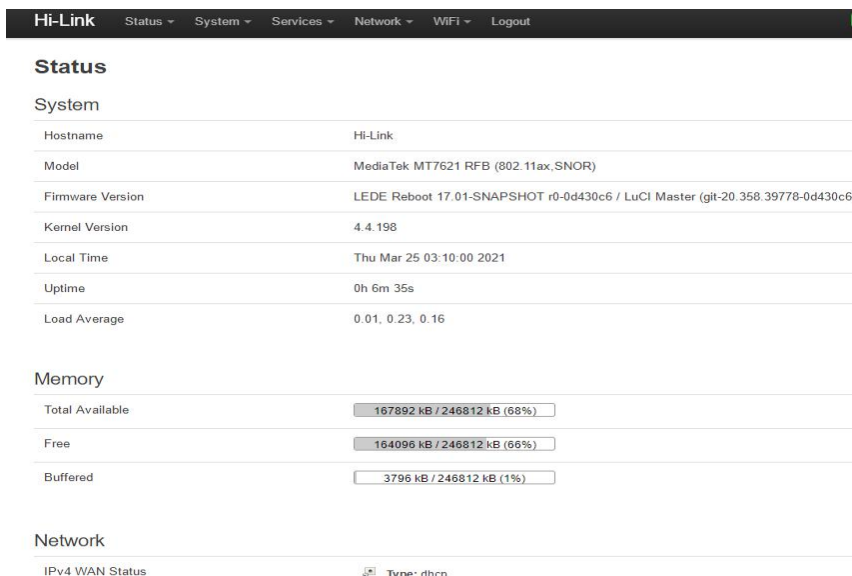 Hi-Link Status System Services Network WiFi Logout
Status
System
Hostname Hi-Link
Model MediaTek MT7621 RFB (802.11ax,SNOR)
Firmware Version LEDE Reboot 17.01-SNAPSHOT r0-0d430c6 / LuCI Master (git-20.358.39778-0d430c6
Kernel Version 4.4.198
Local Time Thu Mar 25 03:10:00 2021
Uptime 0h 6m 35s
Load Average 0.01, 0.23, 0.16
Memory
Total Available 167892 kB / 246812 kB (68%)
Free 164096 kB / 246812 kB (66%)
Buffered 3796 kB / 246812 kB (1%)
Network
IPv4 WAN Status Type: dhcp